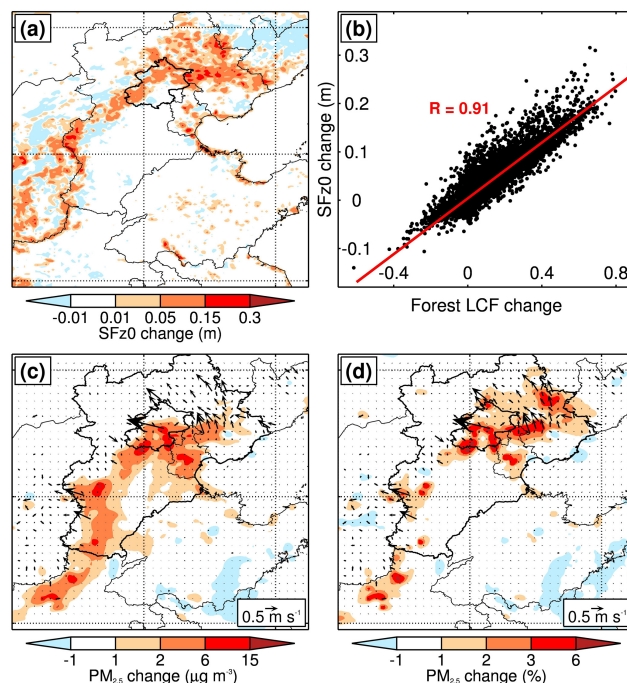 (a)
-0.01 0.01 0.05 0.15 0.3
SFz0 change (m)
(b)
R = 0.91
SFz0 change (m)
0.3
0.2
0.1
0
-0.1
-0.4 0 0.4 0.8
Forest LCF change
(c)
0.5 m s⁻¹
-1 1 2 6 15
PM₂.₅ change (μg m⁻³)
(d)
0.5 m s⁻¹
-1 1 2 3 6
PM₂.₅ change (%)